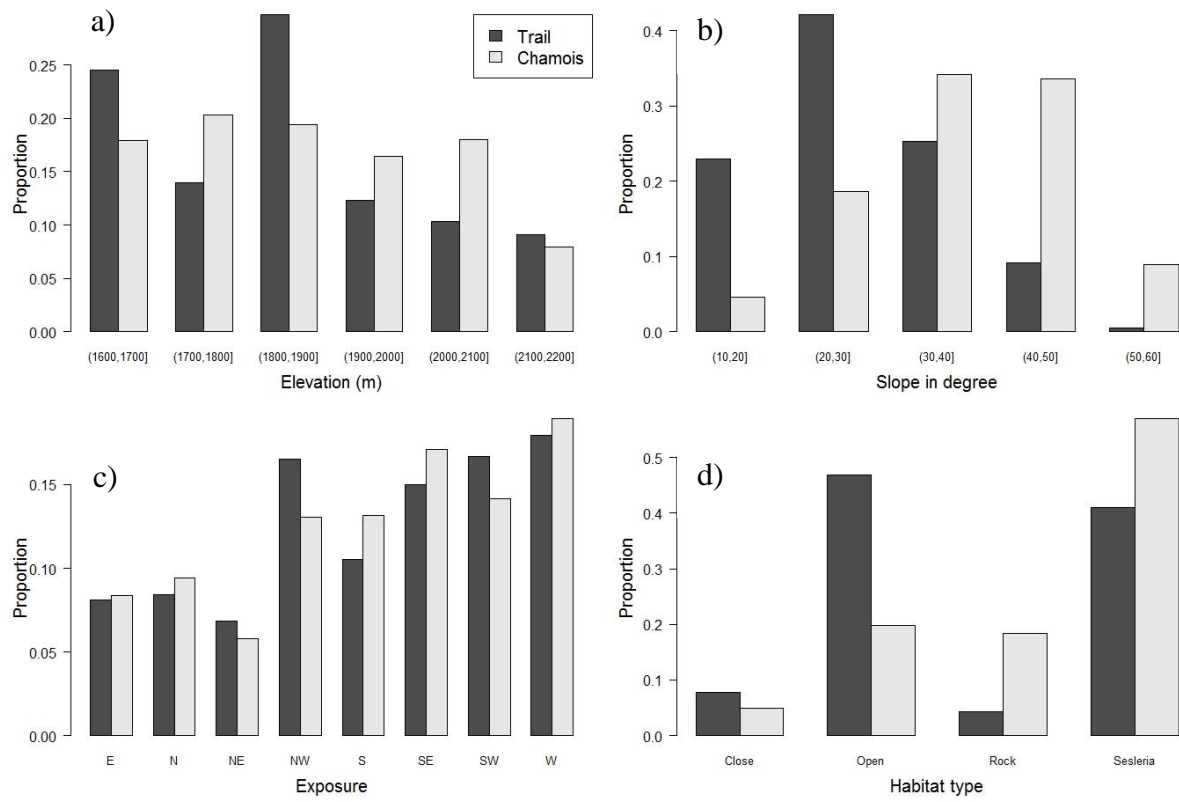 a)
Trail
Chamois
Proportion
0.25
0.20
0.15
0.10
0.05
0.00
(1600,1700] (1700,1800] (1800,1900] (1900,2000] (2000,2100] (2100,2200]
Elevation (m)
b)
Proportion
0.4
0.3
0.2
0.1
0.0
(10,20] (20,30] (30,40] (40,50] (50,60]
Slope in degree
c)
Proportion
0.15
0.10
0.05
0.00
E N NE NW S SE SW W
Exposure
d)
Proportion
0.5
0.4
0.3
0.2
0.1
0.0
Close Open Rock Sesleria
Habitat type